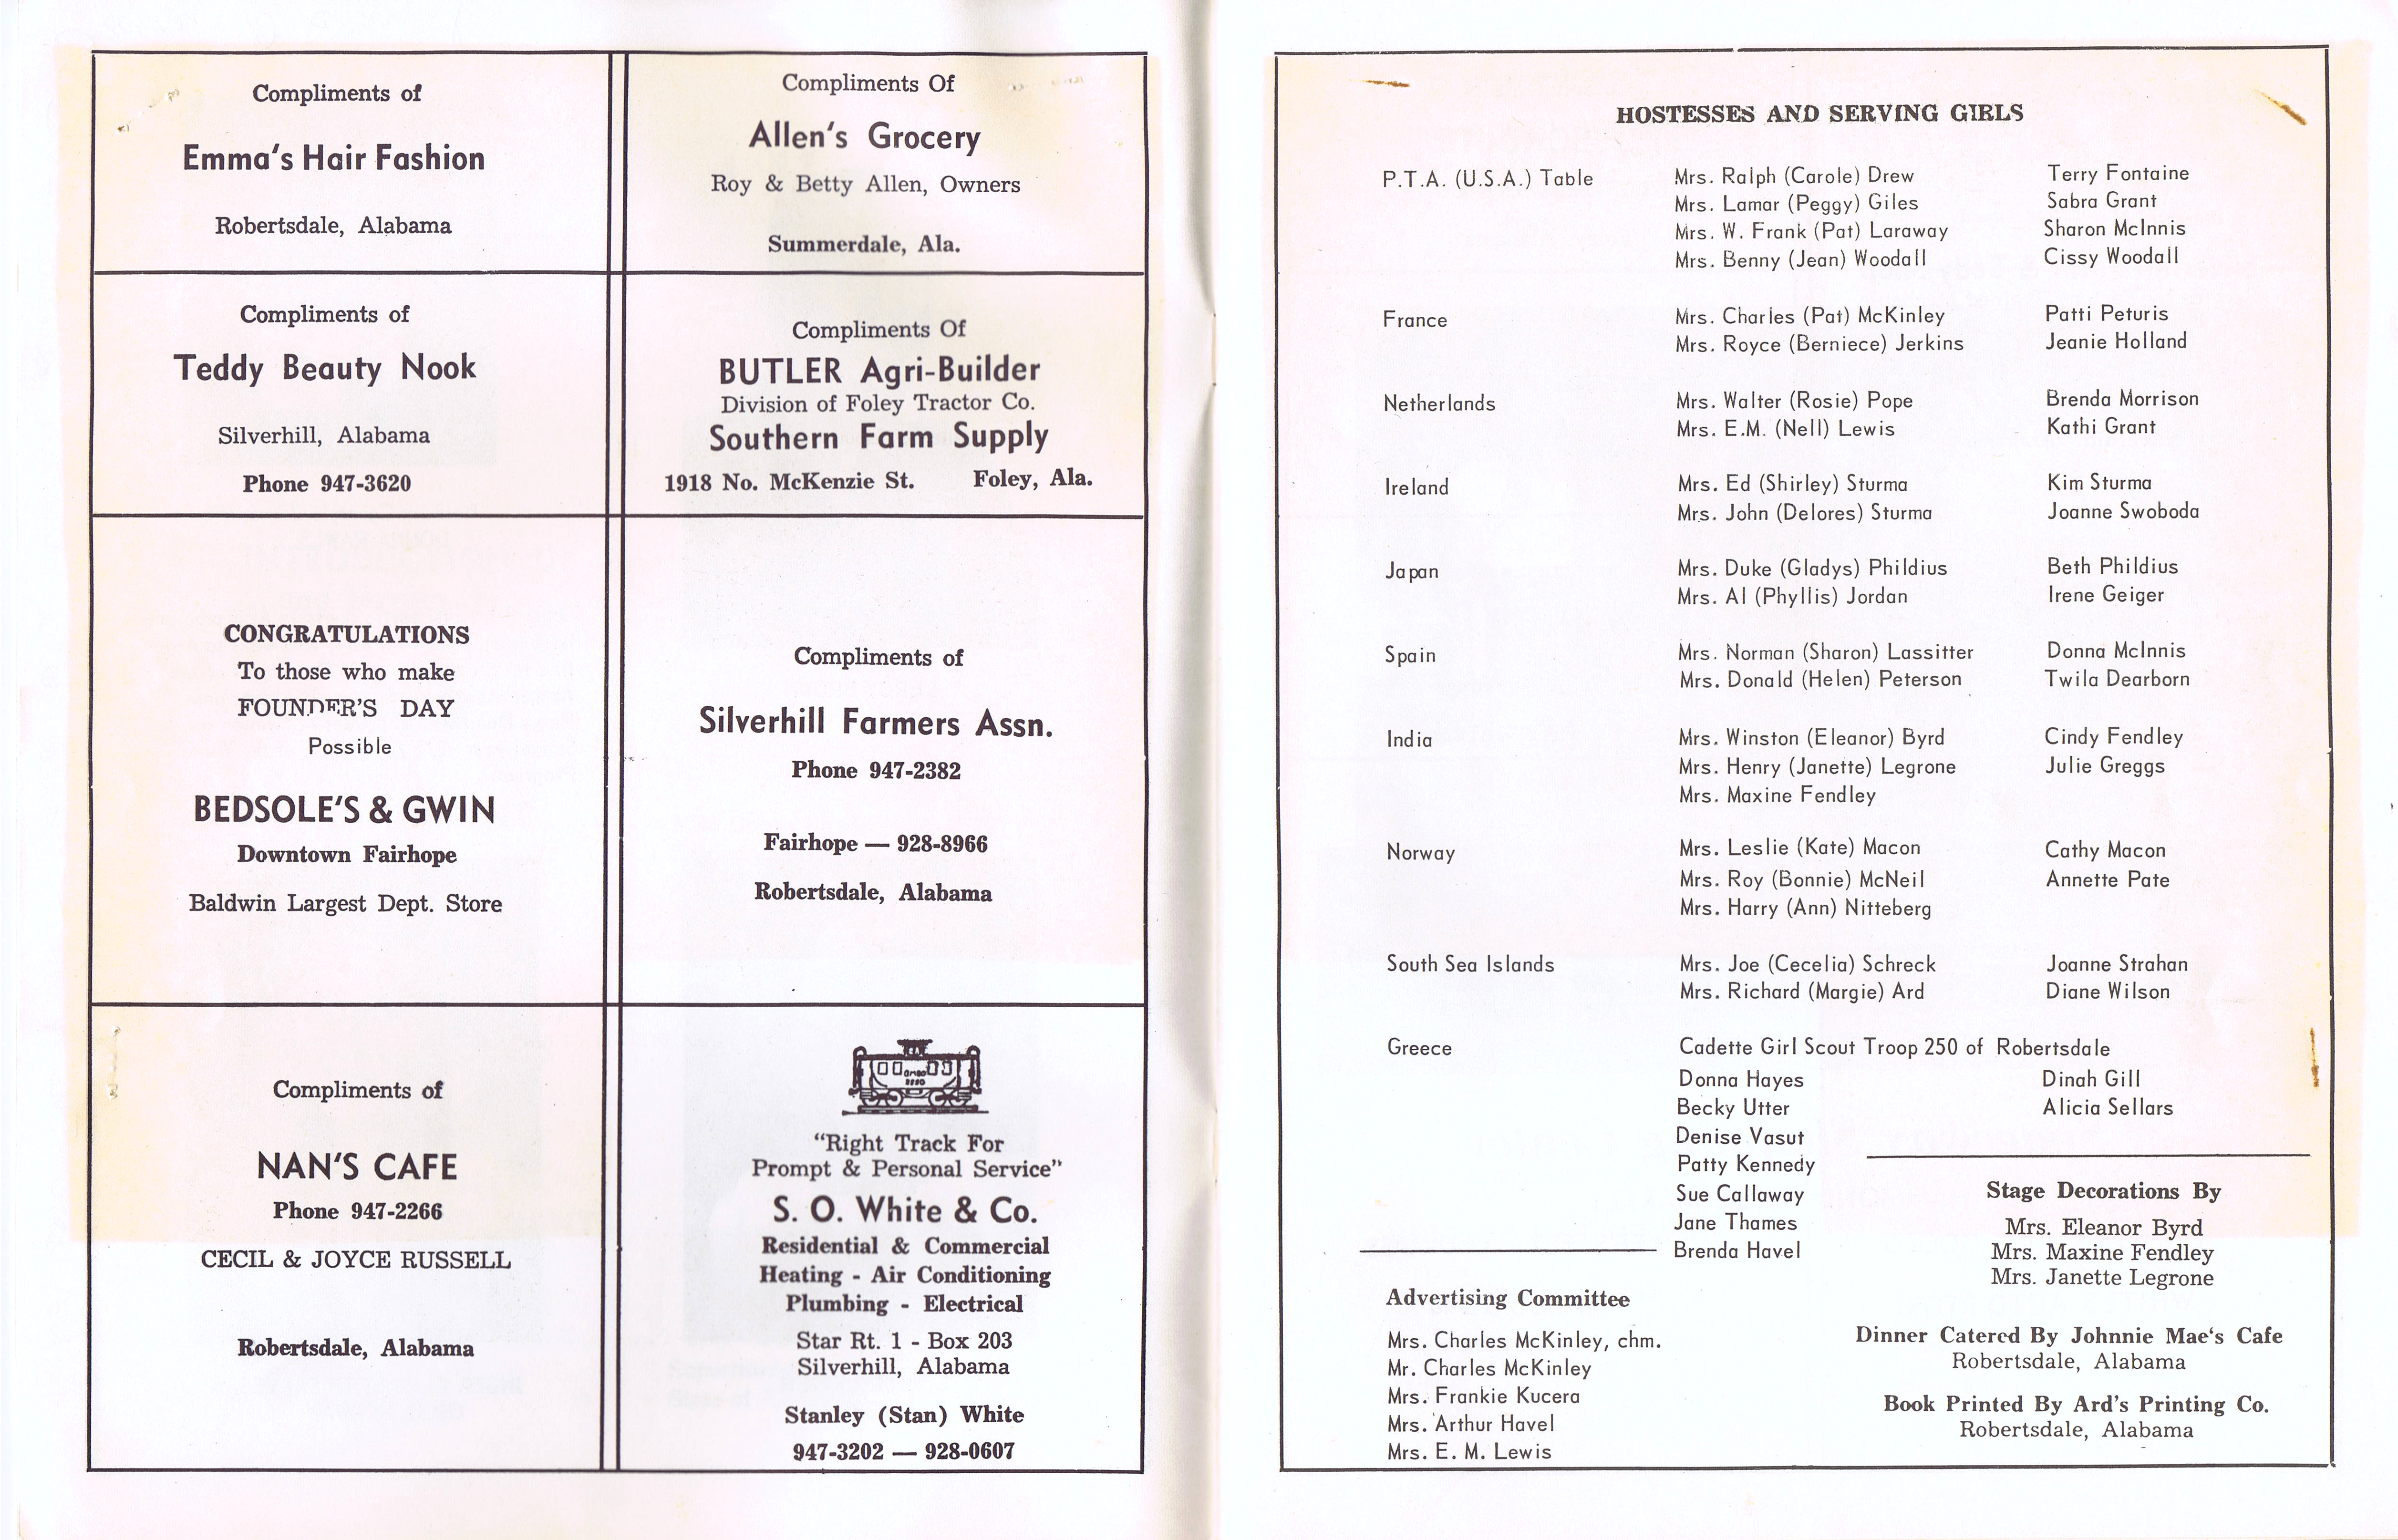 Compliments of
Emma's Hair Fashion
Robertsdale, Alabama
Compliments Of
Allen's Grocery
Roy & Betty Allen, Owners
Summerdale, Ala.
Compliments of
Teddy Beauty Nook
Silverhill, Alabama
Phone 947-3620
Compliments Of
BUTLER Agri-Builder
Division of Foley Tractor Co.
Southern Farm Supply
1918 No. McKenzie St. Foley, Ala.
CONGRATULATIONS
To those who make
FOUNDER'S DAY
Possible
BEDSOLE'S & GWIN
Downtown Fairhope
Baldwin Largest Dept. Store
Compliments of
Silverhill Farmers Assn.
Phone 947-2382
Fairhope — 928-8966
Robertsdale, Alabama
Compliments of
NAN'S CAFE
Phone 947-2266
CECIL & JOYCE RUSSELL
Robertsdale, Alabama
"Right Track For
Prompt & Personal Service"
S. O. White & Co.
Residential & Commercial
Heating - Air Conditioning
Plumbing - Electrical
Star Rt. 1 - Box 203
Silverhill, Alabama
Stanley (Stan) White
947-3202 — 928-0607
HOSTESSES AND SERVING GIRLS
P.T.A. (U.S.A.) Table Mrs. Ralph (Carole) Drew Terry Fontaine
Mrs. Lamar (Peggy) Giles Sabra Grant
Mrs. W. Frank (Pat) Laraway Sharon McInnis
Mrs. Benny (Jean) Woodall Cissy Woodall
France Mrs. Charles (Pat) McKinley Patti Peturis
Mrs. Royce (Berniece) Jerkins Jeanie Holland
Netherlands Mrs. Walter (Rosie) Pope Brenda Morrison
Mrs. E.M. (Nell) Lewis Kathi Grant
Ireland Mrs. Ed (Shirley) Sturma Kim Sturma
Mrs. John (Delores) Sturma Joanne Swoboda
Japan Mrs. Duke (Gladys) Phildius Beth Phildius
Mrs. Al (Phyllis) Jordan Irene Geiger
Spain Mrs. Norman (Sharon) Lassitter Donna McInnis
Mrs. Donald (Helen) Peterson Twila Dearborn
India Mrs. Winston (Eleanor) Byrd Cindy Fendley
Mrs. Henry (Janette) Legrone Julie Greggs
Mrs. Maxine Fendley
Norway Mrs. Leslie (Kate) Macon Cathy Macon
Mrs. Roy (Bonnie) McNeil Annette Pate
Mrs. Harry (Ann) Nitteberg
South Sea Islands Mrs. Joe (Cecelia) Schreck Joanne Strahan
Mrs. Richard (Margie) Ard Diane Wilson
Greece Cadette Girl Scout Troop 250 of Robertsdale
Donna Hayes Dinah Gill
Becky Utter Alicia Sellars
Denise Vasut
Patty Kennedy
Sue Callaway
Jane Thames
Brenda Havel
Advertising Committee
Mrs. Charles McKinley, chm.
Mr. Charles McKinley
Mrs. Frankie Kucera
Mrs. Arthur Havel
Mrs. E. M. Lewis
Stage Decorations By
Mrs. Eleanor Byrd
Mrs. Maxine Fendley
Mrs. Janette Legrone
Dinner Catered By Johnnie Mae's Cafe
Robertsdale, Alabama
Book Printed By Ard's Printing Co.
Robertsdale, Alabama